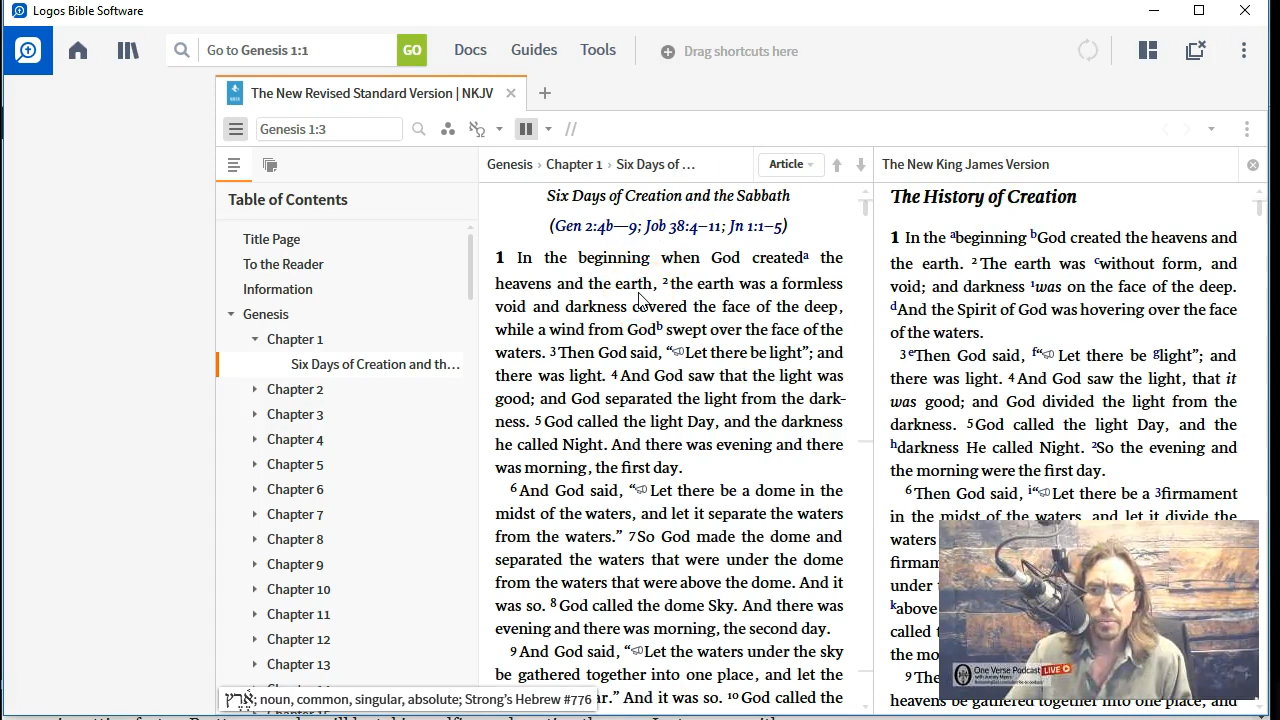 Logos Bible Software
Go to Genesis 1:1
GO
Docs
Guides
Tools
Drag shortcuts here
The New Revised Standard Version | NKJV
Genesis 1:3
Table of Contents
Title Page
To the Reader
Information
Genesis
Chapter 1
Six Days of Creation and th...
Chapter 2
Chapter 3
Chapter 4
Chapter 5
Chapter 6
Chapter 7
Chapter 8
Chapter 9
Chapter 10
Chapter 11
Chapter 12
Chapter 13
Genesis › Chapter 1 › Six Days of ...
Article
Six Days of Creation and the Sabbath
(Gen 2:4b—9; Job 38:4–11; Jn 1:1–5)
1 In the beginning when God createda the
heavens and the earth, 2 the earth was a formless
void and darkness covered the face of the deep,
while a wind from Godb swept over the face of the
waters. 3 Then God said, “Let there be light”; and
there was light. 4 And God saw that the light was
good; and God separated the light from the dark-
ness. 5 God called the light Day, and the darkness
he called Night. And there was evening and there
was morning, the first day.
6 And God said, “Let there be a dome in the
midst of the waters, and let it separate the waters
from the waters.” 7 So God made the dome and
separated the waters that were under the dome
from the waters that were above the dome. And it
was so. 8 God called the dome Sky. And there was
evening and there was morning, the second day.
9 And God said, “Let the waters under the sky
be gathered together into one place, and let the
ar.” And it was so. 10 God called the
The New King James Version
The History of Creation
1 In the abeginning bGod created the heavens and
the earth. 2 The earth was cwithout form, and
void; and darkness 1was on the face of the deep.
dAnd the Spirit of God was hovering over the face
of the waters.
3 eThen God said, f“Let there be glight”; and
there was light. 4 And God saw the light, that it
was good; and God divided the light from the
darkness. 5 God called the light Day, and the
hdarkness He called Night. 2So the evening and
the morning were the first day.
6 Then God said, i“Let there be a 3firmament
in the midst of the waters, and let it divide the
waters
firmam
under
kabove
called t
the mo
9 The
heavens be gathered together into one place, and
אֶרֶץ; noun, common, singular, absolute; Strong’s Hebrew #776
One Verse Podcast
with Jeremy Myers
LIVE